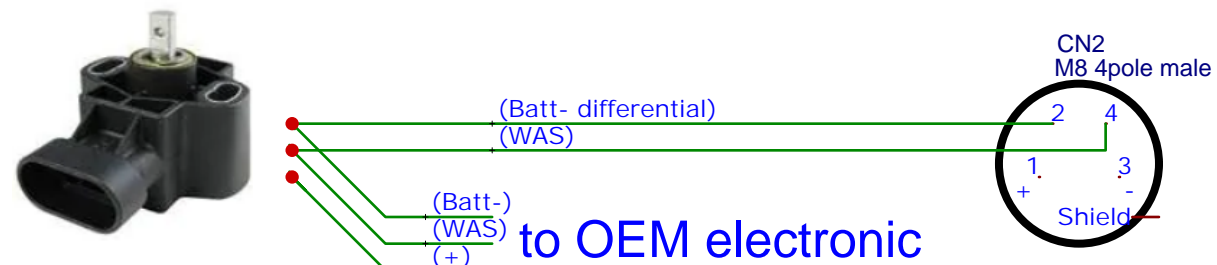 CN2
M8 4pole male
(Batt- differential)
2 4
(WAS)
1 3
+ -
(Batt-)
Shield
(WAS)
to OEM electronic
(+)